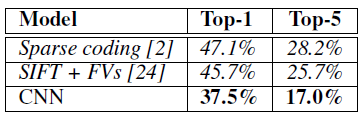 Model Top-1 Top-5
Sparse coding [2] 47.1% 28.2%
SIFT + FVs [24] 45.7% 25.7%
CNN 37.5% 17.0%